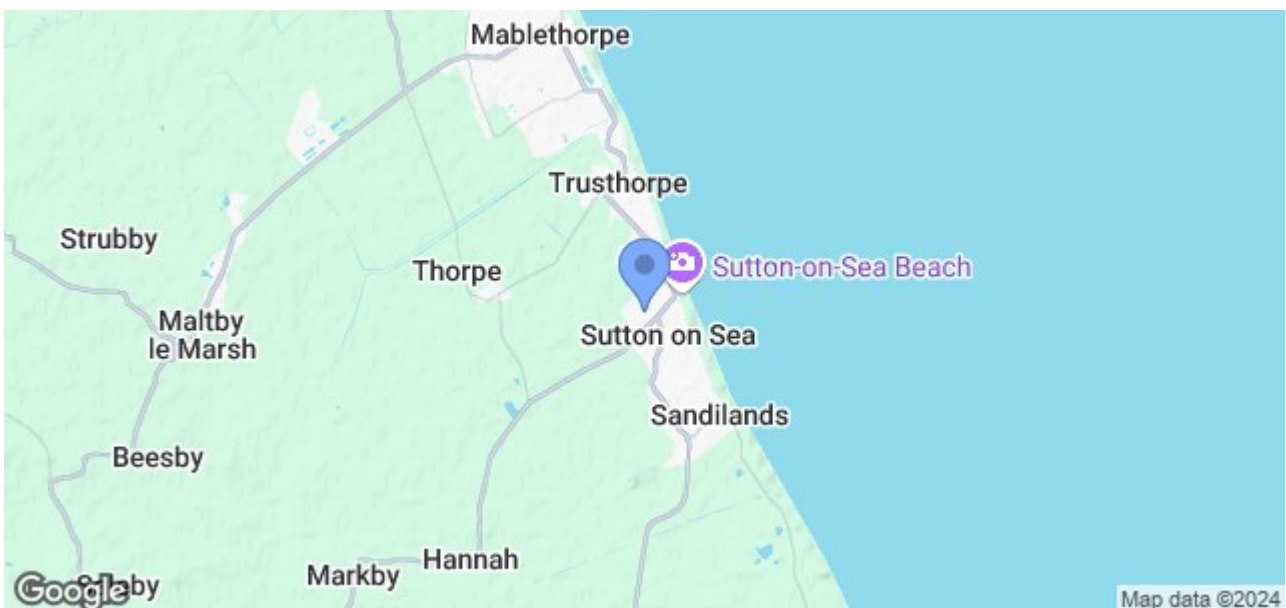 Mablethorpe
Trusthorpe
Strubby
Thorpe
Sutton-on-Sea Beach
Maltby
le Marsh
Sutton on Sea
Sandilands
Beesby
Hannah
Markby
Google
Map data ©2024